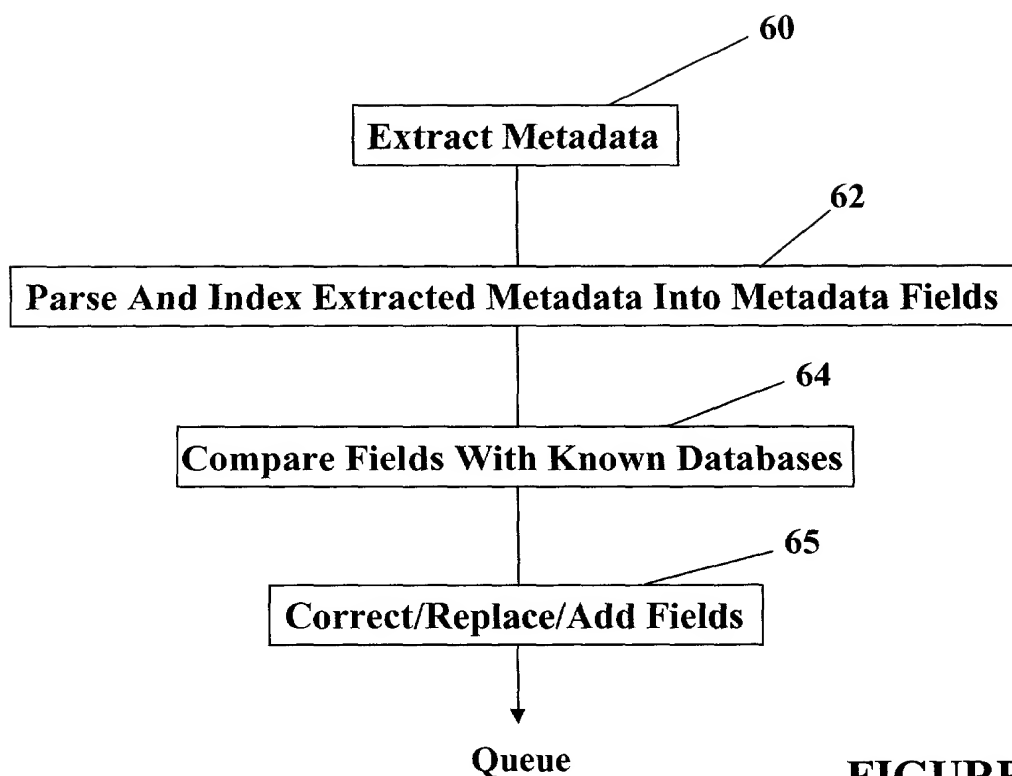 60
Extract Metadata
62
Parse And Index Extracted Metadata Into Metadata Fields
64
Compare Fields With Known Databases
65
Correct/Replace/Add Fields
Queue
FIGURE